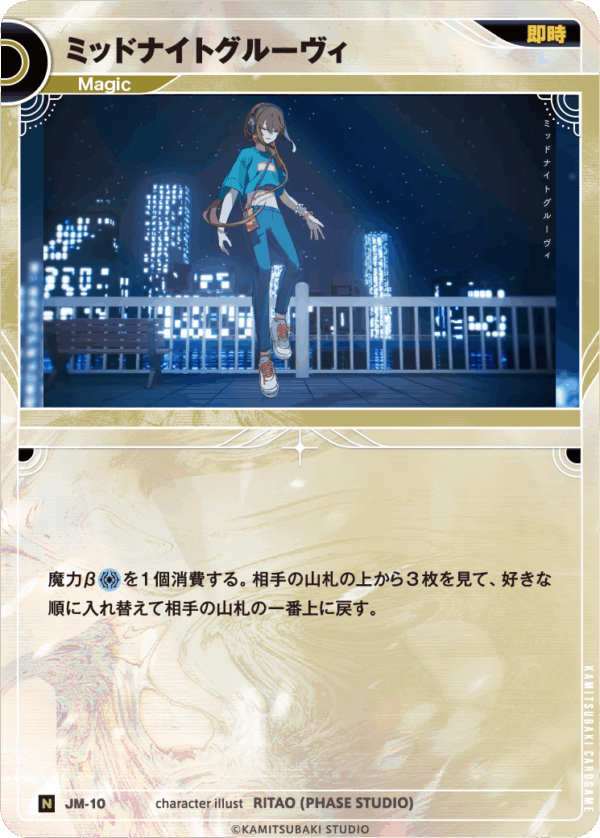 ミッドナイトグルーヴィ
即時
Magic
ミッドナイトグルーヴィ
魔力β を1個消費する。相手の山札の上から3枚を見て、好きな
順に入れ替えて相手の山札の一番上に戻す。
KAMITSUBAKI CARDGAME
N JM-10 character illust RITAO (PHASE STUDIO)
©KAMITSUBAKI STUDIO